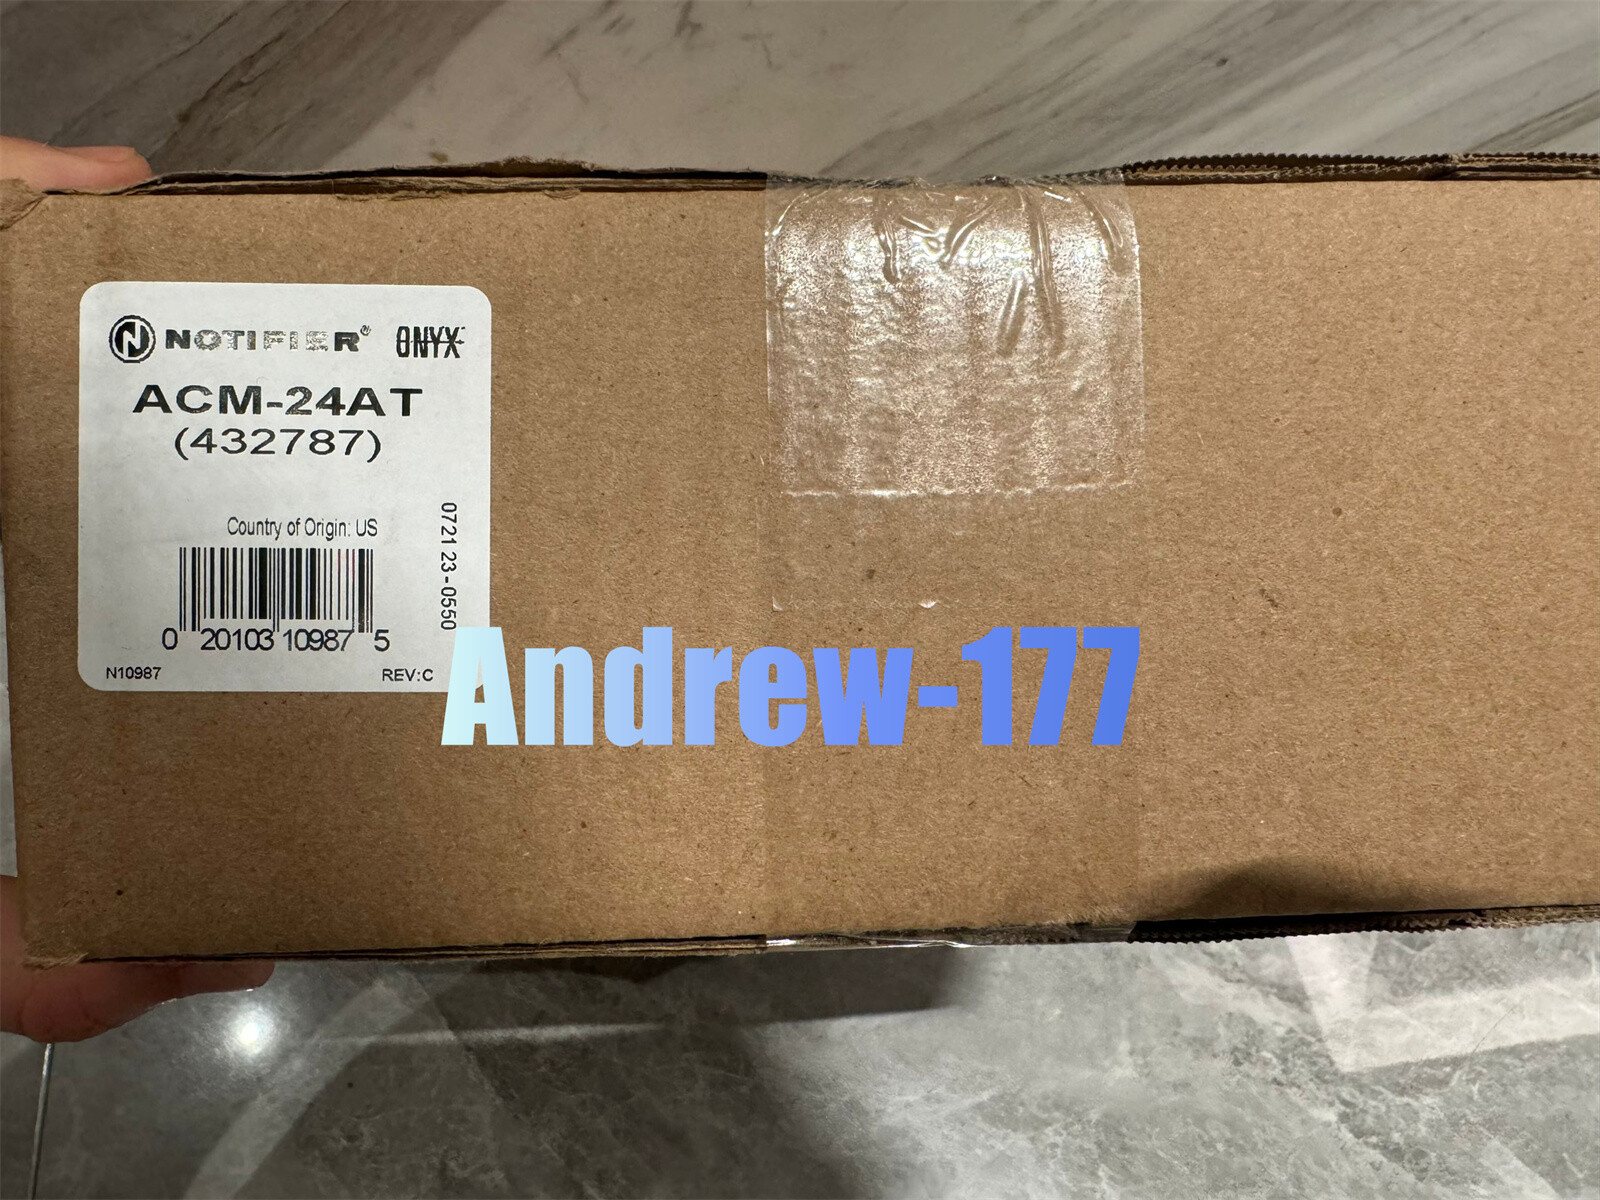 NOTIFIER® ONYX
ACM-24AT
(432787)
Country of Origin: US
0721 23-0550
0 20103 10987 5
N10987 REV:C
Andrew-177